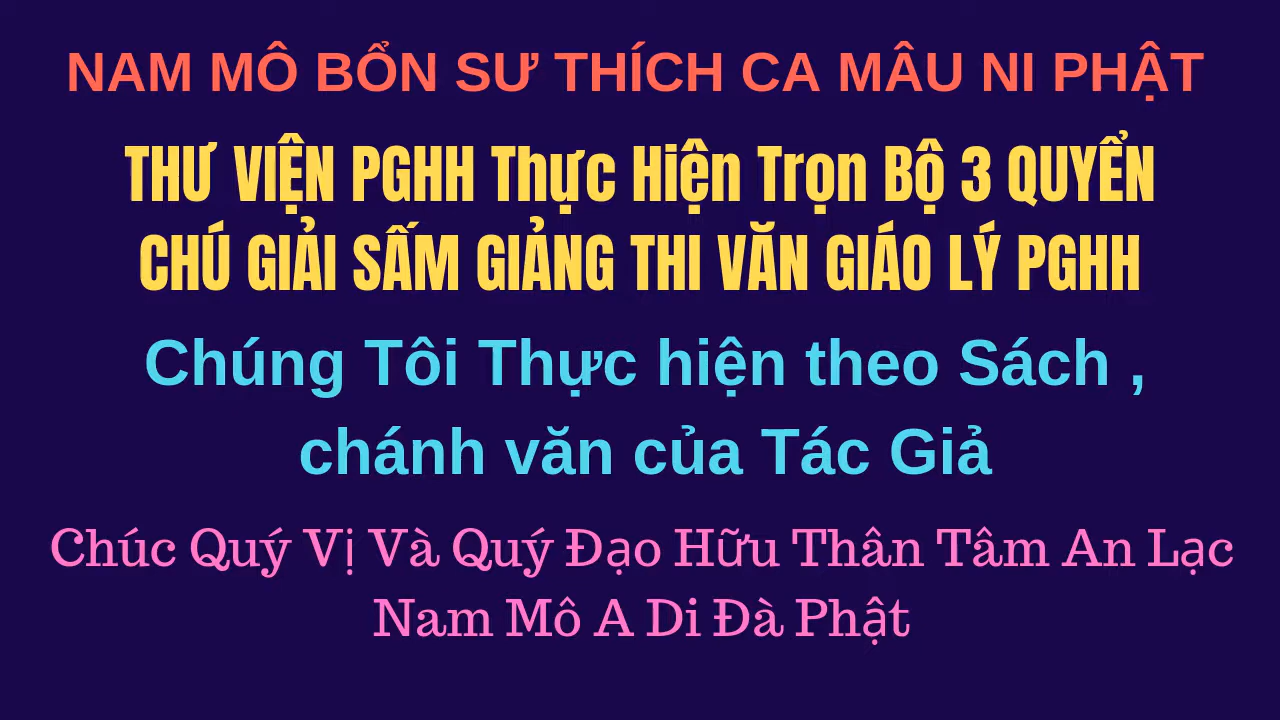 NAM MÔ BỔN SƯ THÍCH CA MÂU NI PHẬT
THƯ VIỆN PGHH Thực Hiện Trọn Bộ 3 QUYỂN
CHÚ GIẢI SẤM GIẢNG THI VĂN GIÁO LÝ PGHH
Chúng Tôi Thực hiện theo Sách ,
chánh văn của Tác Giả
Chúc Quý Vị Và Quý Đạo Hữu Thân Tâm An Lạc
Nam Mô A Di Đà Phật